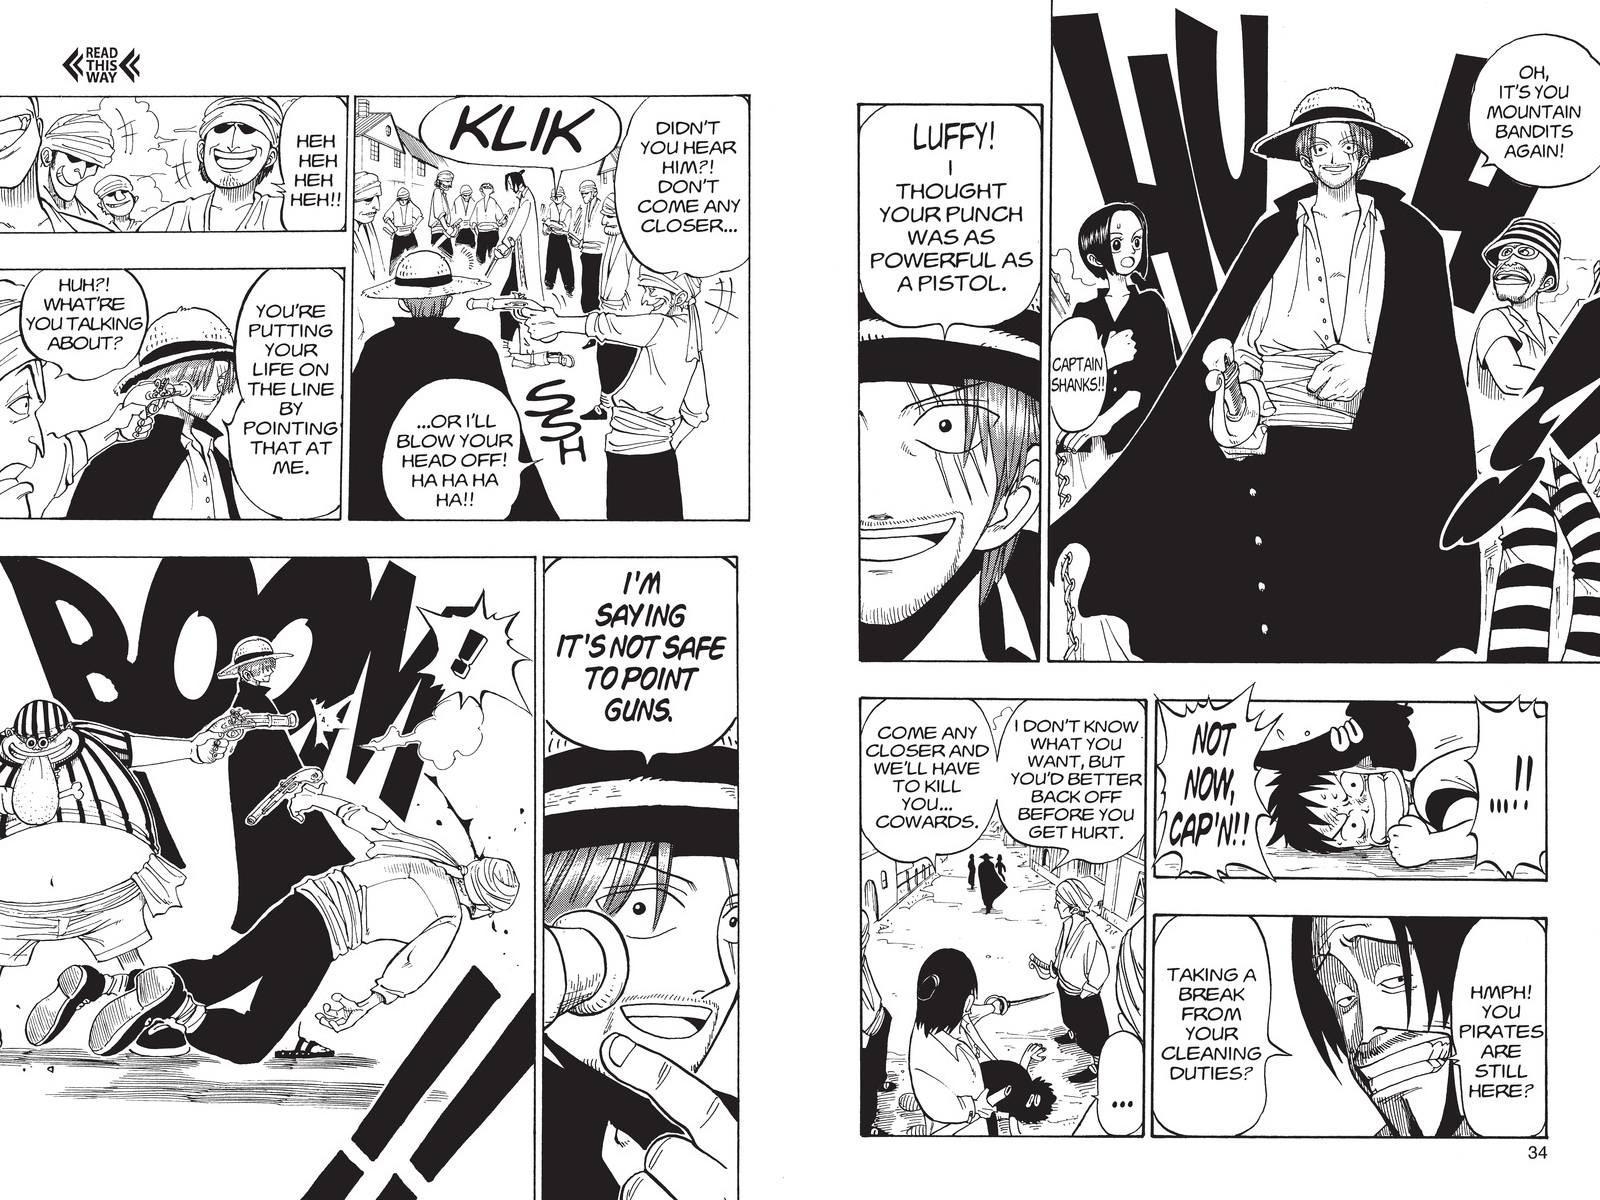 OH,
IT'S YOU
MOUNTAIN
BANDITS
AGAIN!
HUH?
CAPTAIN
SHANKS!!
LUFFY!
I
THOUGHT
YOUR PUNCH
WAS AS
POWERFUL AS
A PISTOL.
!!
...
NOT
NOW,
CAP'N!!
HMPH!
YOU
PIRATES
ARE
STILL
HERE?
TAKING A
BREAK
FROM
YOUR
CLEANING
DUTIES?
I DON'T KNOW
WHAT YOU
WANT, BUT
YOU'D BETTER
BACK OFF
BEFORE YOU
GET HURT.
COME ANY
CLOSER AND
WE'LL HAVE
TO KILL
YOU...
COWARDS.
...
34
READ
THIS
WAY
DIDN'T
YOU HEAR
HIM?!
DON'T
COME ANY
CLOSER...
KLIK
SSSH
...OR I'LL
BLOW YOUR
HEAD OFF!
HA HA HA
HA!!
HEH
HEH
HEH
HEH!!
YOU'RE
PUTTING
YOUR
LIFE ON
THE LINE
BY
POINTING
THAT AT
ME.
HUH?!
WHAT'RE
YOU TALKING
ABOUT?
I'M
SAYING
IT'S NOT SAFE
TO POINT
GUNS.
!
BOOM!!